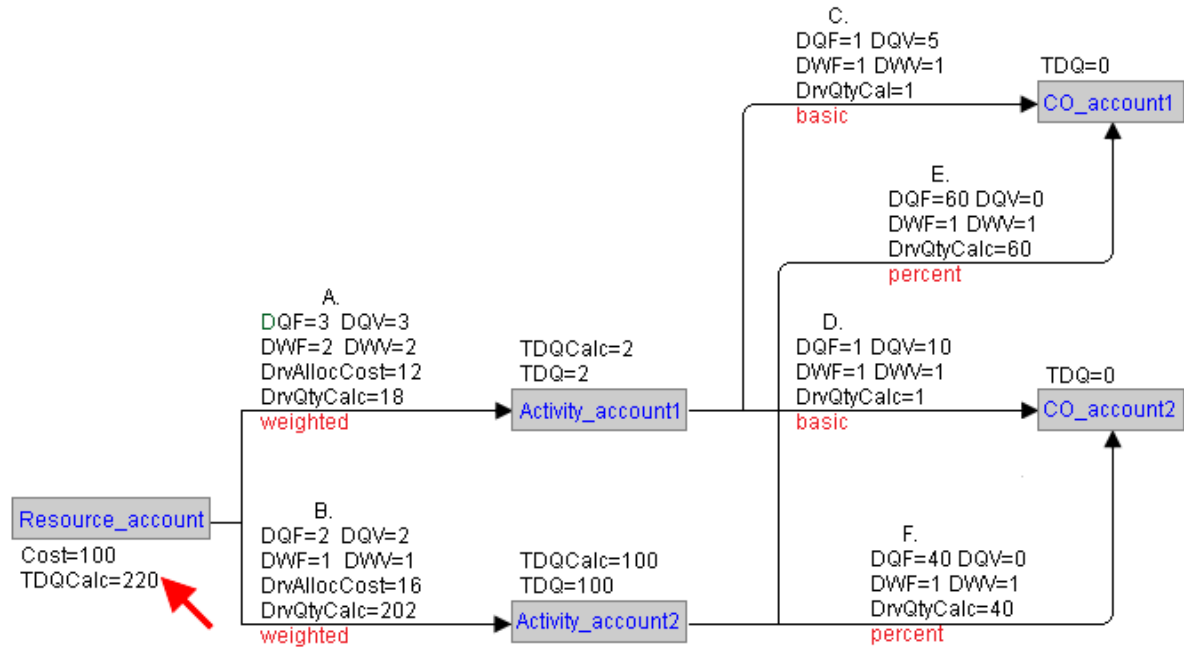 C.
DQF=1 DQV=5
DWF=1 DWV=1
DrvQtyCal=1
basic
TDQ=0
CO_account1
E.
DQF=60 DQV=0
DWF=1 DWV=1
DrvQtyCalc=60
percent
A.
DQF=3 DQV=3
DWF=2 DWV=2
DrvAllocCost=12
DrvQtyCalc=18
weighted
TDQCalc=2
TDQ=2
Activity_account1
D.
DQF=1 DQV=10
DWF=1 DWV=1
DrvQtyCalc=1
basic
TDQ=0
CO_account2
Resource_account
Cost=100
TDQCalc=220
B.
DQF=2 DQV=2
DWF=1 DWV=1
DrvAllocCost=16
DrvQtyCalc=202
weighted
TDQCalc=100
TDQ=100
Activity_account2
F.
DQF=40 DQV=0
DWF=1 DWV=1
DrvQtyCalc=40
percent